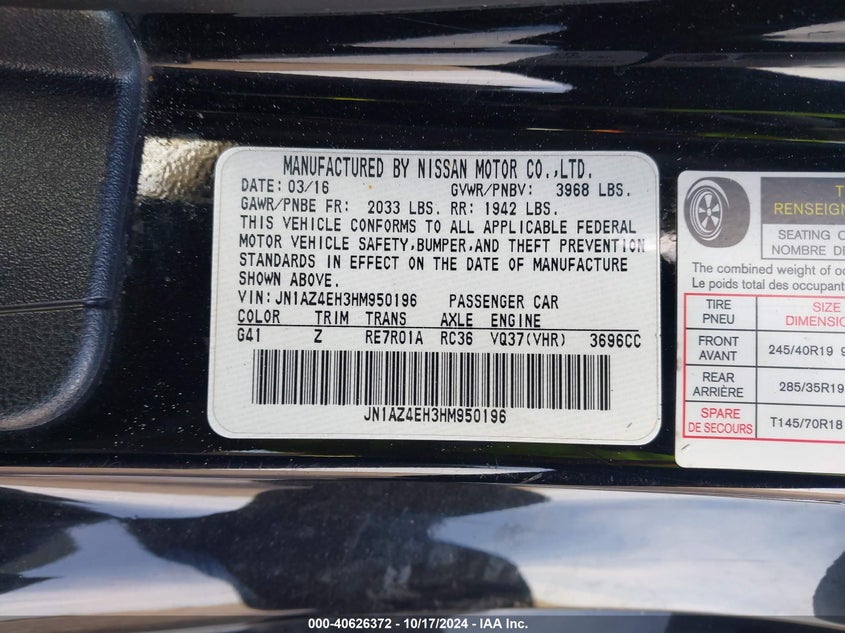 MANUFACTURED BY NISSAN MOTOR CO.,LTD.
DATE: 03/16 GVWR/PNBV: 3968 LBS.
GAWR/PNBE FR: 2033 LBS. RR: 1942 LBS.
THIS VEHICLE CONFORMS TO ALL APPLICABLE FEDERAL
MOTOR VEHICLE SAFETY,BUMPER,AND THEFT PREVENTION
STANDARDS IN EFFECT ON THE DATE OF MANUFACTURE
SHOWN ABOVE.
VIN: JN1AZ4EH3HM950196 PASSENGER CAR
COLOR TRIM TRANS AXLE ENGINE
G41 Z RE7R01A RC36 VQ37(VHR) 3696CC
JN1AZ4EH3HM950196
RENSEIGN
SEATING
NOMBRE DE
The combined weight of
Le poids total des occupant
TIRE SIZE
PNEU DIMENSIO
FRONT
AVANT 245/40R19 9
REAR
ARRIÈRE 285/35R19
SPARE
DE SECOURS T145/70R18
000-40626372 - 10/17/2024 - IAA Inc.